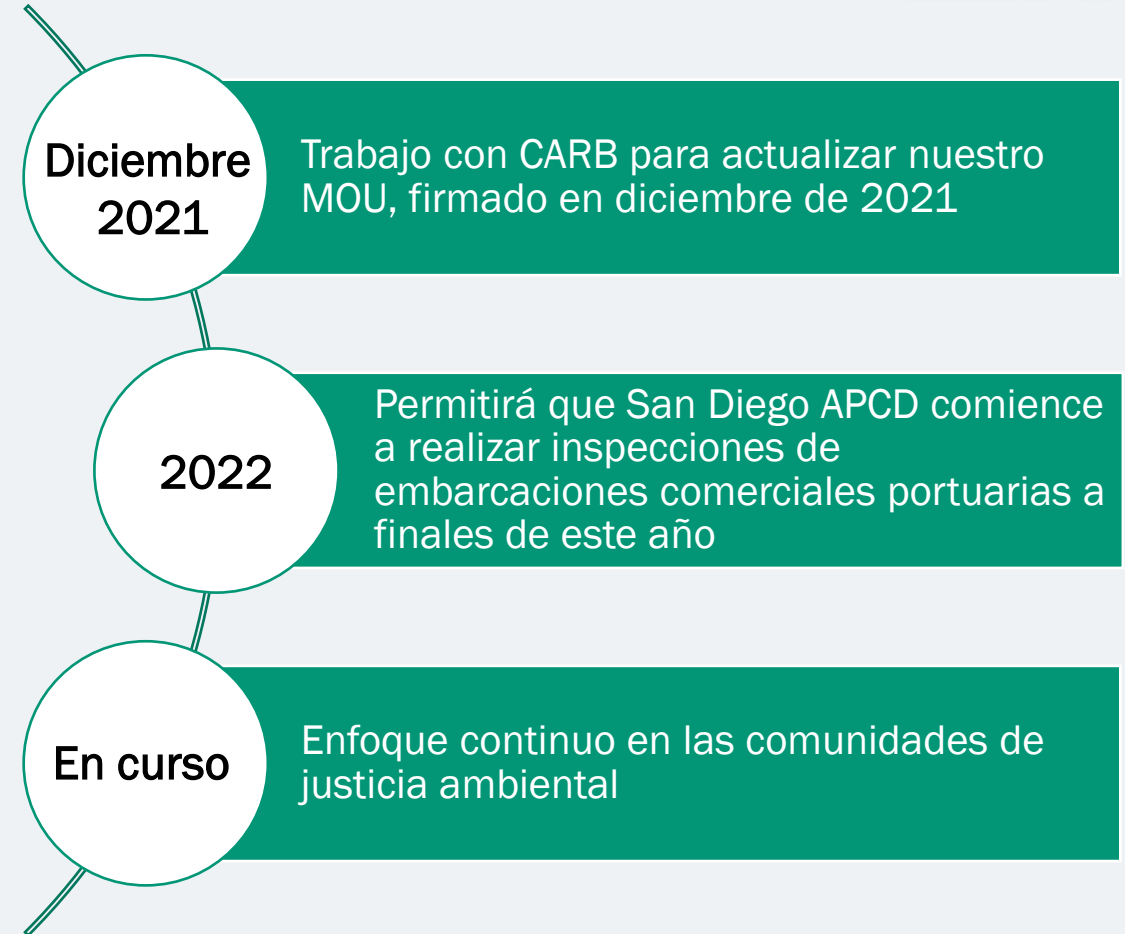 Diciembre
2021
Trabajo con CARB para actualizar nuestro
MOU, firmado en diciembre de 2021
2022
Permitirá que San Diego APCD comience
a realizar inspecciones de
embarcaciones comerciales portuarias a
finales de este año
En curso
Enfoque continuo en las comunidades de
justicia ambiental